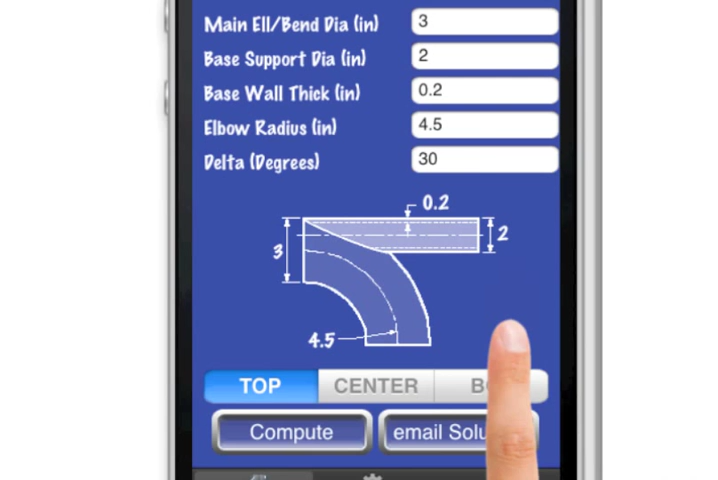 Main Ell/Bend Dia (in) 3
Base Support Dia (in) 2
Base Wall Thick (in) 0.2
Elbow Radius (in) 4.5
Delta (Degrees) 30
0.2
3
2
4.5
TOP CENTER
Compute email